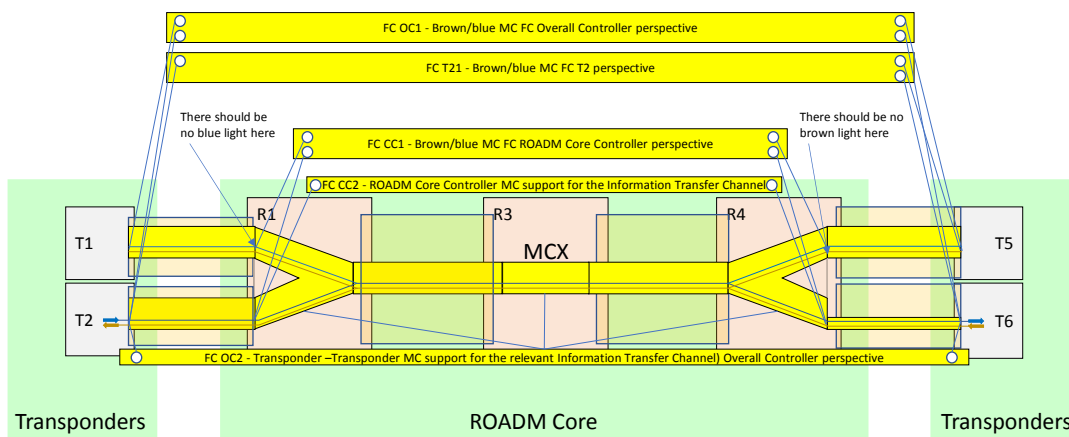 FC OC1 - Brown/blue MC FC Overall Controller perspective
FC T21 - Brown/blue MC FC T2 perspective
There should be
no blue light here
There should be no
brown light here
FC CC1 - Brown/blue MC FC ROADM Core Controller perspective
FC CC2 - ROADM Core Controller MC support for the Information Transfer Channel
R1
R3
R4
T1
MCX
T5
T2
T6
FC OC2 - Transponder –Transponder MC support for the relevant Information Transfer Channel) Overall Controller perspective
Transponders
ROADM Core
Transponders